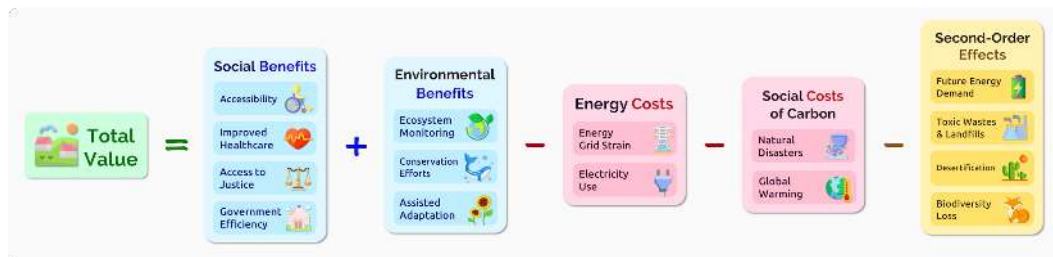 Total
Value
=
Social Benefits
Accessibility
Improved
Healthcare
Access to
Justice
Government
Efficiency
+
Environmental
Benefits
Ecosystem
Monitoring
Conservation
Efforts
Assisted
Adaptation
−
Energy Costs
Energy
Grid Strain
Electricity
Use
−
Social Costs
of Carbon
Natural
Disasters
Global
Warming
−
Second-Order
Effects
Future Energy
Demand
Toxic Wastes
& Landfills
Desertification
Biodiversity
Loss